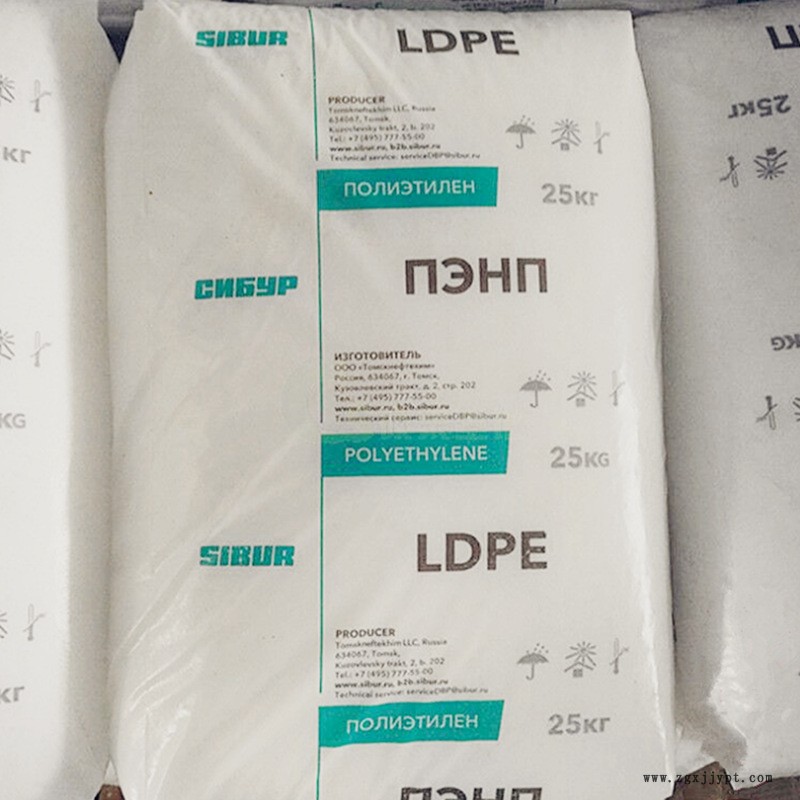 SIBUR
LDPE
PRODUCER
Tomskneftekhim LLC, Russia
634067, Tomsk,
Kuzovlevsky trakt, 2, b. 202
Tel.: +7 (495) 777-55-00
www.sibur.ru, b2b.sibur.ru
Technical service: serviceDBP@sibur.ru
ПОЛИЭТИЛЕН
25кг
СИБУР
ПЭНП
ИЗГОТОВИТЕЛЬ
ООО «Томскнефтехим»
Россия, 634067, г. Томск,
Кузовлевский тракт, д. 2, стр. 202
Тел.: +7 (495) 777-55-00
www.sibur.ru, b2b.sibur.ru
Технический сервис: serviceDBP@sibur.ru
POLYETHYLENE
25KG
SIBUR
LDPE
PRODUCER
Tomskneftekhim LLC, Russia
634067, Tomsk,
Kuzovlevsky trakt, 2, b. 202
Tel.: +7 (495) 777-55-00
www.sibur.ru, b2b.sibur.ru
Technical service: serviceDBP@sibur.ru
ПОЛИЭТИЛЕН
25кг
ПЭНП
кг
KG
кг
25кг
KG
www.zgxjjypt.com